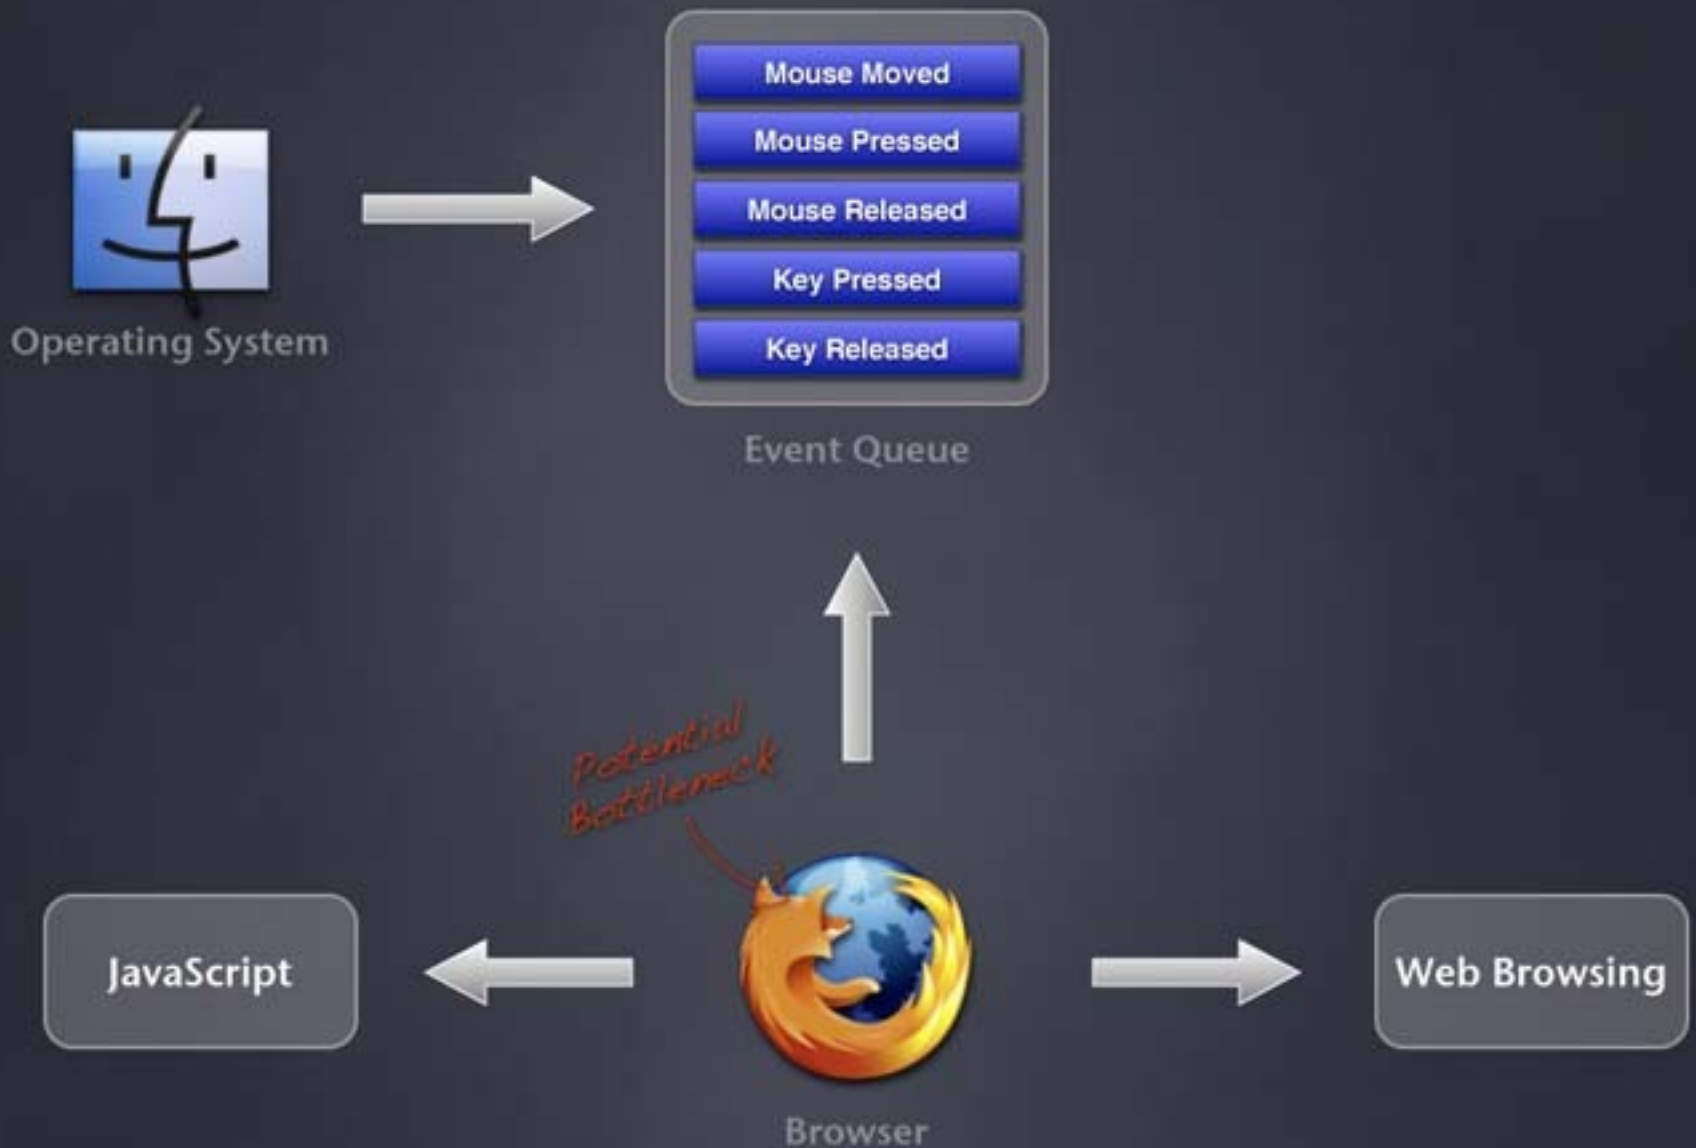 Mouse Moved
Mouse Pressed
Mouse Released
Key Pressed
Key Released
Operating System
Event Queue
Potential
Bottleneck
JavaScript
Web Browsing
Browser